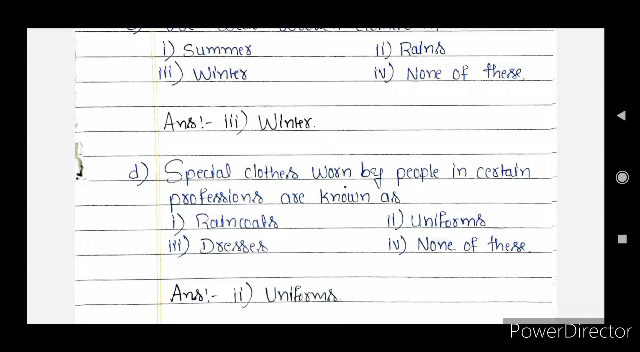 i) Summer ii) Rains
iii) Winter iv) None of these.
Ans:- iii) Winter.
d) Special clothes worn by people in certain
professions are known as
i) Raincoats ii) Uniforms
iii) Dresses iv) None of these.
Ans:- ii) Uniforms.
PowerDirector